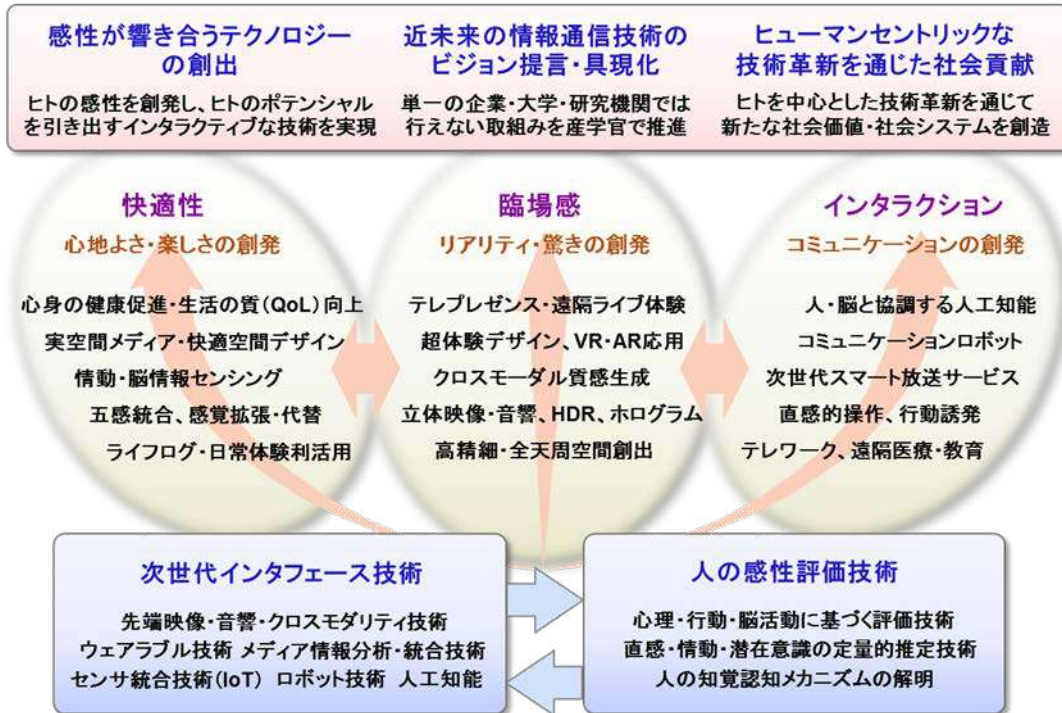 感性が響き合うテクノロジー
の創出
ヒトの感性を創発し、ヒトのポテンシャル
を引き出すインタラクティブな技術を実現
近未来の情報通信技術の
ビジョン提言・具現化
単一の企業・大学・研究機関では
行えない取組みを産学官で推進
ヒューマンセントリックな
技術革新を通じた社会貢献
ヒトを中心とした技術革新を通じて
新たな社会価値・社会システムを創造
快適性
心地よさ・楽しさの創発
心身の健康促進・生活の質(QoL)向上
実空間メディア・快適空間デザイン
情動・脳情報センシング
五感統合、感覚拡張・代替
ライフログ・日常体験利活用
臨場感
リアリティ・驚きの創発
テレプレゼンス・遠隔ライブ体験
超体験デザイン、VR・AR応用
クロスモーダル質感生成
立体映像・音響、HDR、ホログラム
高精細・全天周空間創出
インタラクション
コミュニケーションの創発
人・脳と協調する人工知能
コミュニケーションロボット
次世代スマート放送サービス
直感的操作、行動誘発
テレワーク、遠隔医療・教育
次世代インタフェース技術
先端映像・音響・クロスモダリティ技術
ウェアラブル技術 メディア情報分析・統合技術
センサ統合技術(IoT) ロボット技術 人工知能
人の感性評価技術
心理・行動・脳活動に基づく評価技術
直感・情動・潜在意識の定量的推定技術
人の知覚認知メカニズムの解明